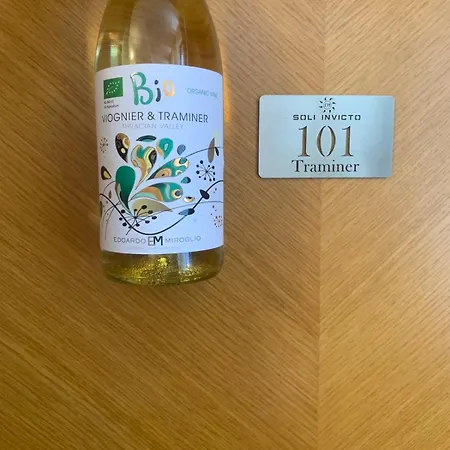 Bio
ORGANIC WINE
VIOGNIER & TRAMINER
THRACIAN VALLEY
EDOARDO EM MIROGLIO
SOLI INVICTO
101
Traminer